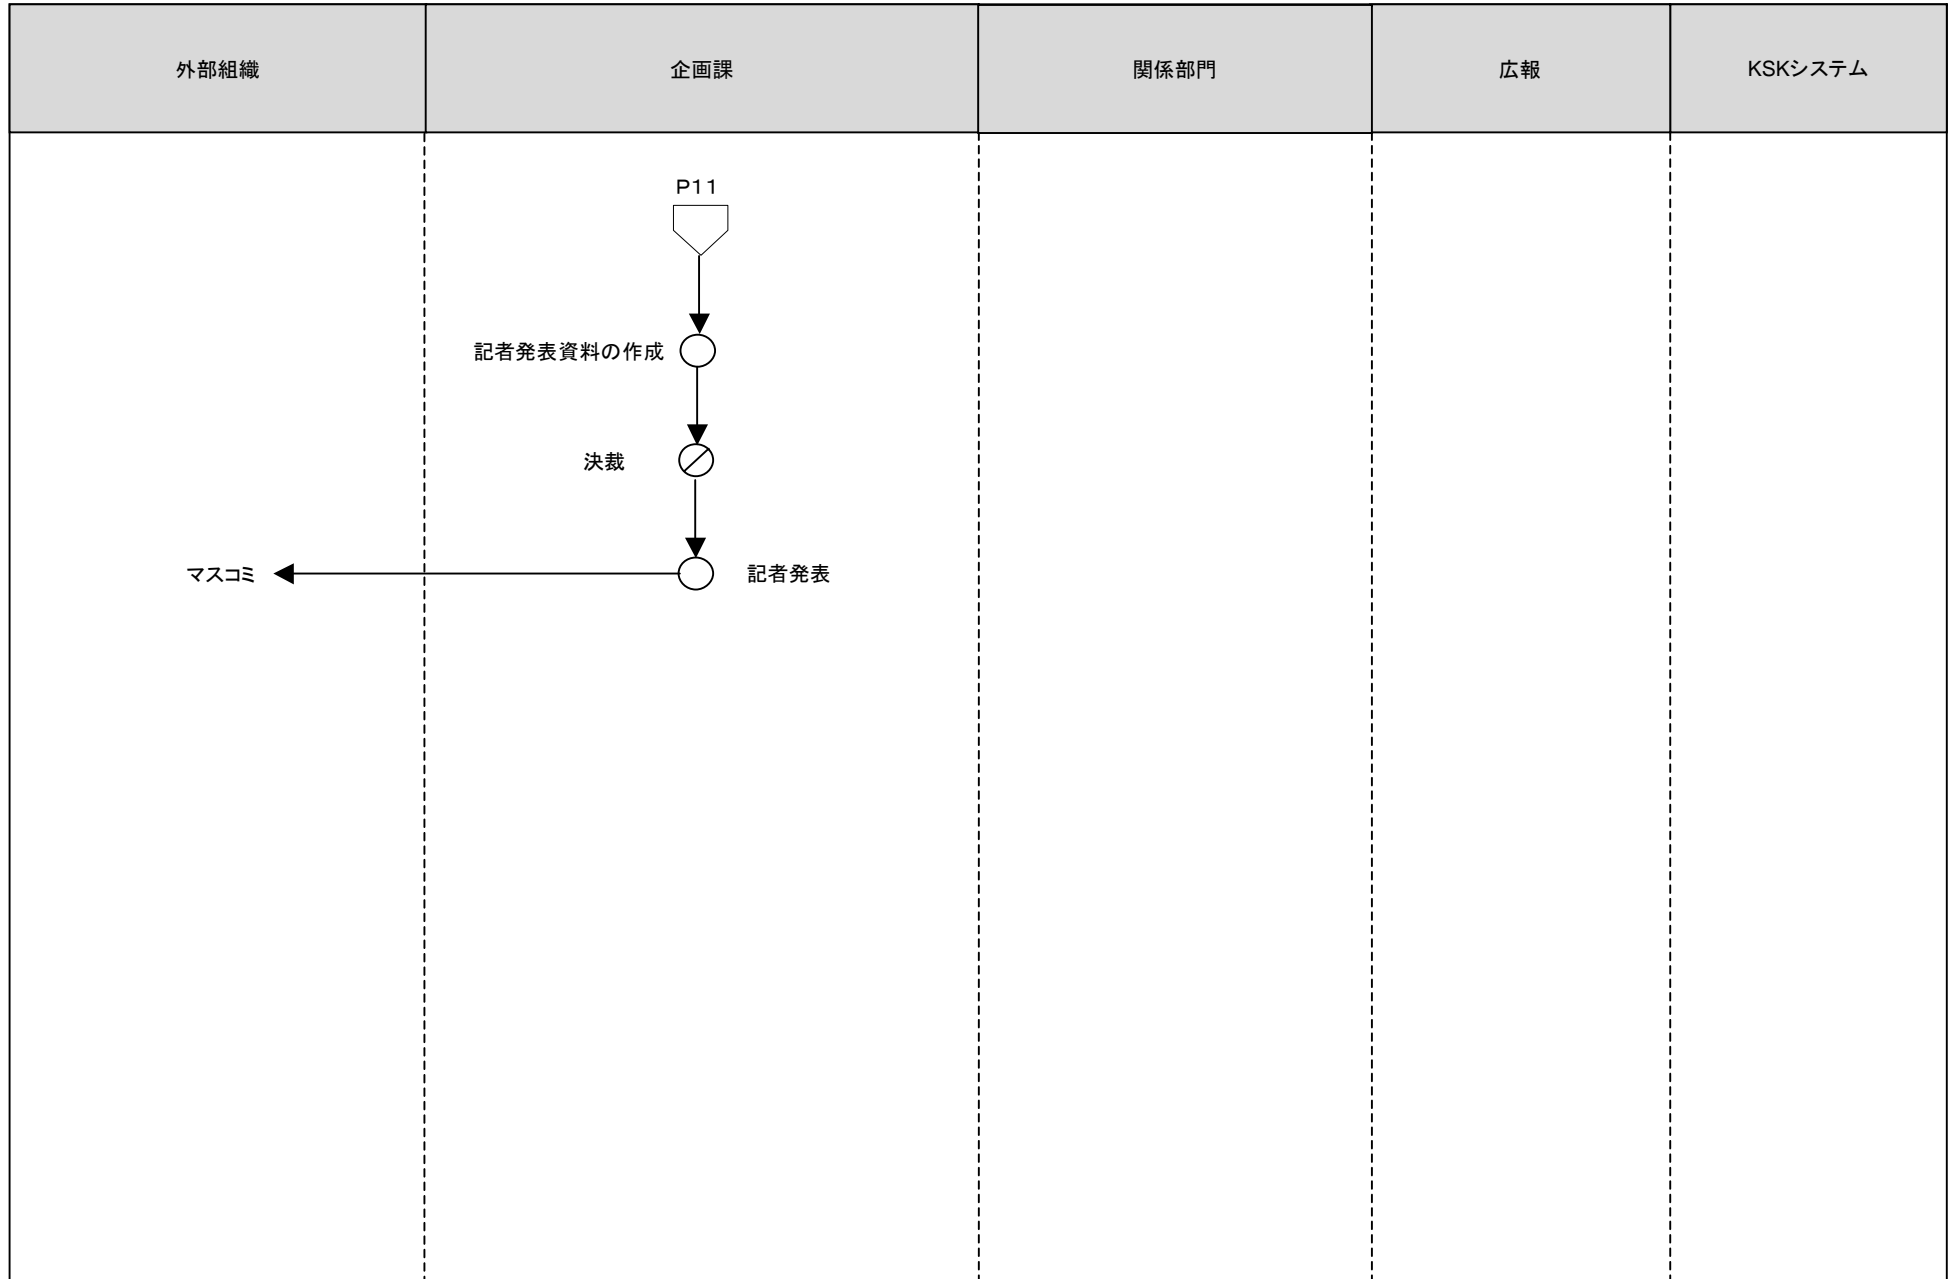 外部組織
企画課
関係部門
広報
KSKシステム
P11
記者発表資料の作成
決裁
マスコミ
記者発表